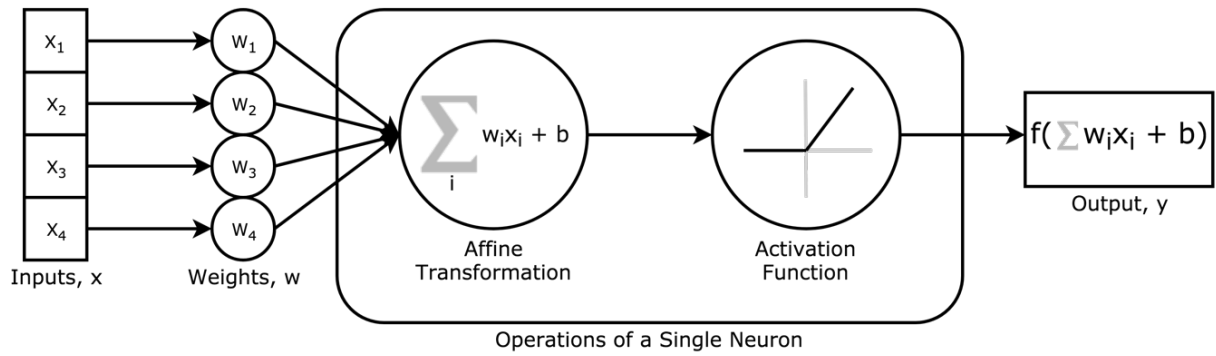 x₁
x₂
x₃
x₄
Inputs, x
w₁
w₂
w₃
w₄
Weights, w
∑ wᵢxᵢ + b
i
Affine
Transformation
Activation
Function
Operations of a Single Neuron
f(∑wᵢxᵢ + b)
Output, y